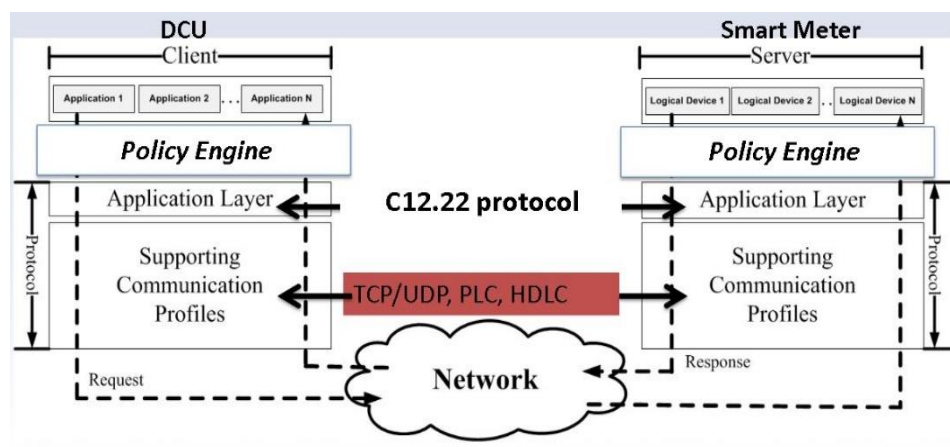 DCU
Smart Meter
Client
Server
Application 1
Application 2
. . .
Application N
Logical Device 1
Logical Device 2
. .
Logical Device N
Policy Engine
Policy Engine
Application Layer
C12.22 protocol
Application Layer
Protocol
Supporting
Communication
Profiles
TCP/UDP, PLC, HDLC
Supporting
Communication
Profiles
Protocol
Request
Network
Response